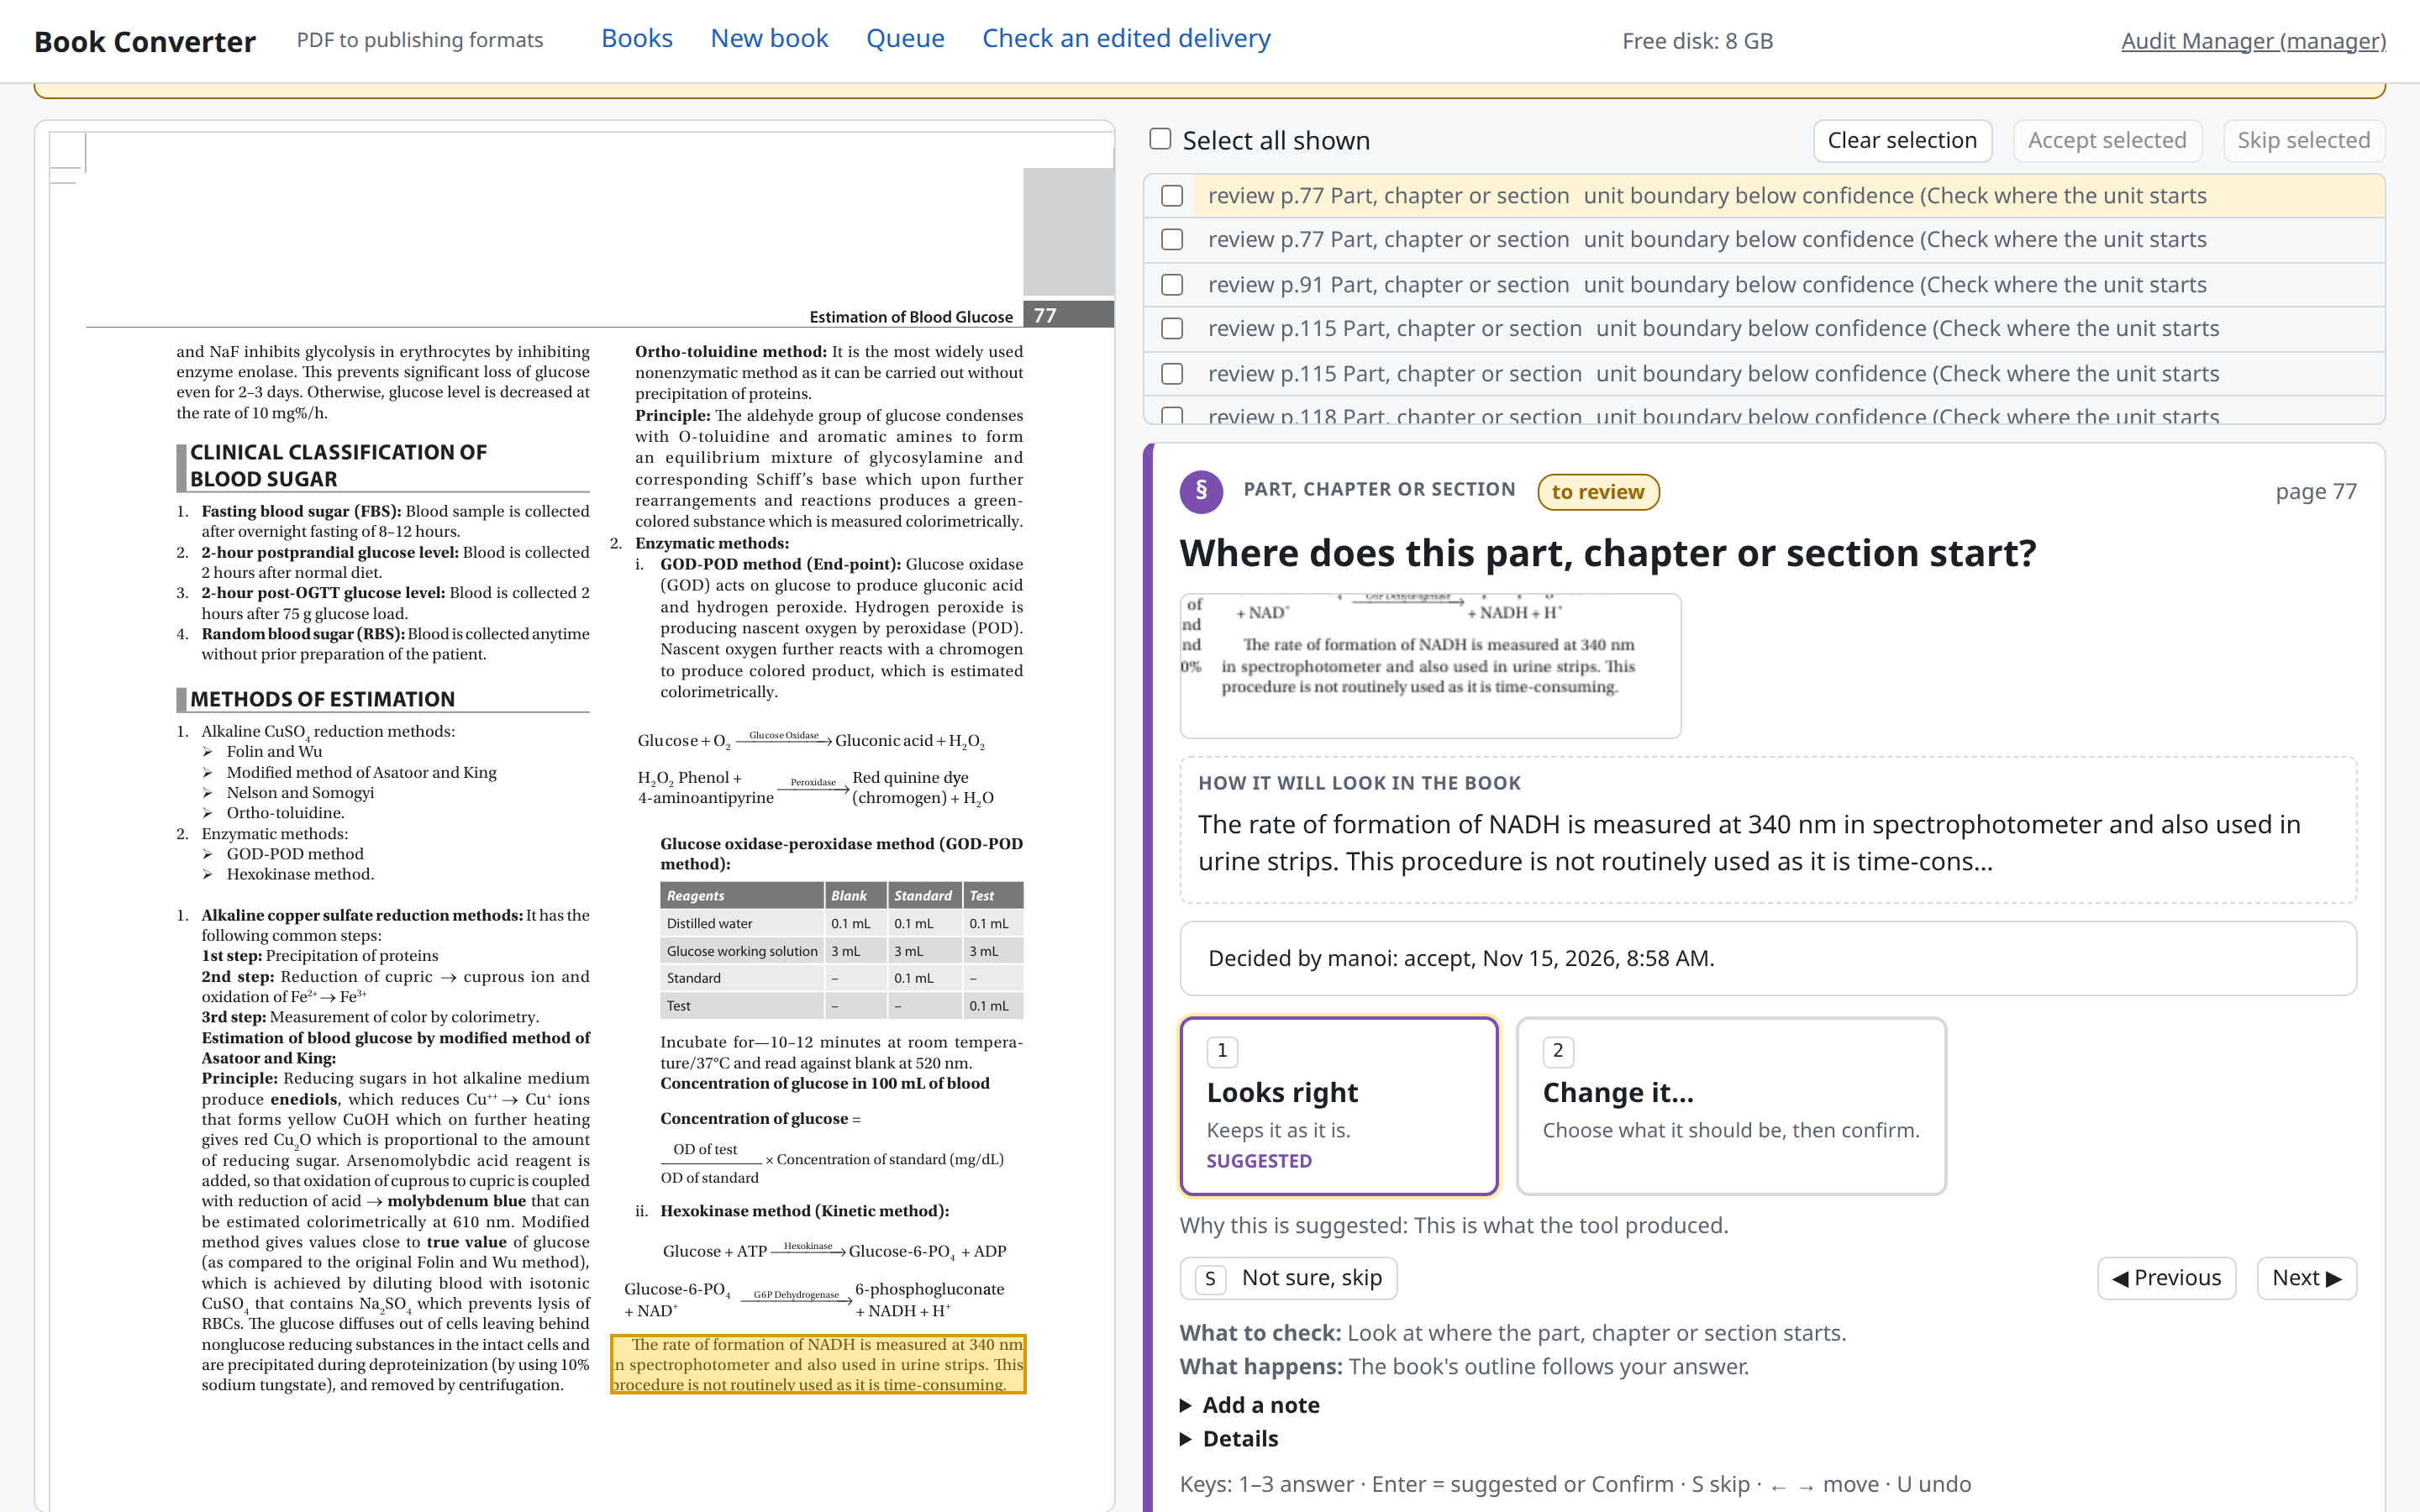 Book Converter
PDF to publishing formats
Books
New book
Queue
Check an edited delivery
Free disk: 8 GB
Audit Manager (manager)
Estimation of Blood Glucose 77
and NaF inhibits glycolysis in erythrocytes by inhibiting
enzyme enolase. This prevents significant loss of glucose
even for 2–3 days. Otherwise, glucose level is decreased at
the rate of 10 mg%/h.
CLINICAL CLASSIFICATION OF
BLOOD SUGAR
1. Fasting blood sugar (FBS): Blood sample is collected
after overnight fasting of 8–12 hours.
2. 2-hour postprandial glucose level: Blood is collected
2 hours after normal diet.
3. 2-hour post-OGTT glucose level: Blood is collected 2
hours after 75 g glucose load.
4. Random blood sugar (RBS): Blood is collected anytime
without prior preparation of the patient.
METHODS OF ESTIMATION
1. Alkaline CuSO4 reduction methods:
➢ Folin and Wu
➢ Modified method of Asatoor and King
➢ Nelson and Somogyi
➢ Ortho-toluidine.
2. Enzymatic methods:
➢ GOD-POD method
➢ Hexokinase method.
1. Alkaline copper sulfate reduction methods: It has the
following common steps:
1st step: Precipitation of proteins
2nd step: Reduction of cupric → cuprous ion and
oxidation of Fe2+ → Fe3+
3rd step: Measurement of color by colorimetry.
Estimation of blood glucose by modified method of
Asatoor and King:
Principle: Reducing sugars in hot alkaline medium
produce enediols, which reduces Cu++ → Cu+ ions
that forms yellow CuOH which on further heating
gives red Cu2O which is proportional to the amount
of reducing sugar. Arsenomolybdic acid reagent is
added, so that oxidation of cuprous to cupric is coupled
with reduction of acid → molybdenum blue that can
be estimated colorimetrically at 610 nm. Modified
method gives values close to true value of glucose
(as compared to the original Folin and Wu method),
which is achieved by diluting blood with isotonic
CuSO4 that contains Na2SO4 which prevents lysis of
RBCs. The glucose diffuses out of cells leaving behind
nonglucose reducing substances in the intact cells and
are precipitated during deproteinization (by using 10%
sodium tungstate), and removed by centrifugation.
Ortho-toluidine method: It is the most widely used
nonenzymatic method as it can be carried out without
precipitation of proteins.
Principle: The aldehyde group of glucose condenses
with O-toluidine and aromatic amines to form
an equilibrium mixture of glycosylamine and
corresponding Schiff's base which upon further
rearrangements and reactions produces a green-
colored substance which is measured colorimetrically.
2. Enzymatic methods:
i. GOD-POD method (End-point): Glucose oxidase
(GOD) acts on glucose to produce gluconic acid
and hydrogen peroxide. Hydrogen peroxide is
producing nascent oxygen by peroxidase (POD).
Nascent oxygen further reacts with a chromogen
to produce colored product, which is estimated
colorimetrically.
Glucose + O2 Glucose Oxidase → Gluconic acid + H2O2
H2O2 Phenol + Peroxidase Red quinine dye
4-aminoantipyrine → (chromogen) + H2O
Glucose oxidase-peroxidase method (GOD-POD
method):
Reagents Blank Standard Test
Distilled water 0.1 mL 0.1 mL 0.1 mL
Glucose working solution 3 mL 3 mL 3 mL
Standard – 0.1 mL –
Test – – 0.1 mL
Incubate for—10–12 minutes at room tempera-
ture/37°C and read against blank at 520 nm.
Concentration of glucose in 100 mL of blood
Concentration of glucose =
OD of test
× Concentration of standard (mg/dL)
OD of standard
ii. Hexokinase method (Kinetic method):
Glucose + ATP Hexokinase → Glucose-6-PO4 + ADP
Glucose-6-PO4 G6P Dehydrogenase 6-phosphogluconate
+ NAD+ → + NADH + H+
The rate of formation of NADH is measured at 340 nm
in spectrophotometer and also used in urine strips. This
procedure is not routinely used as it is time-consuming.
Select all shown
Clear selection
Accept selected
Skip selected
review p.77 Part, chapter or section unit boundary below confidence (Check where the unit starts
review p.77 Part, chapter or section unit boundary below confidence (Check where the unit starts
review p.91 Part, chapter or section unit boundary below confidence (Check where the unit starts
review p.115 Part, chapter or section unit boundary below confidence (Check where the unit starts
review p.115 Part, chapter or section unit boundary below confidence (Check where the unit starts
review p.118 Part, chapter or section unit boundary below confidence (Check where the unit starts
§ PART, CHAPTER OR SECTION to review page 77
Where does this part, chapter or section start?
of + NAD+ → + NADH + H+
nd
nd The rate of formation of NADH is measured at 340 nm
0% in spectrophotometer and also used in urine strips. This
procedure is not routinely used as it is time-consuming.
HOW IT WILL LOOK IN THE BOOK
The rate of formation of NADH is measured at 340 nm in spectrophotometer and also used in
urine strips. This procedure is not routinely used as it is time-cons...
Decided by manoi: accept, Nov 15, 2026, 8:58 AM.
1
Looks right
Keeps it as it is.
SUGGESTED
2
Change it...
Choose what it should be, then confirm.
Why this is suggested: This is what the tool produced.
S Not sure, skip
◀ Previous
Next ▶
What to check: Look at where the part, chapter or section starts.
What happens: The book's outline follows your answer.
▶ Add a note
▶ Details
Keys: 1–3 answer · Enter = suggested or Confirm · S skip · ← → move · U undo